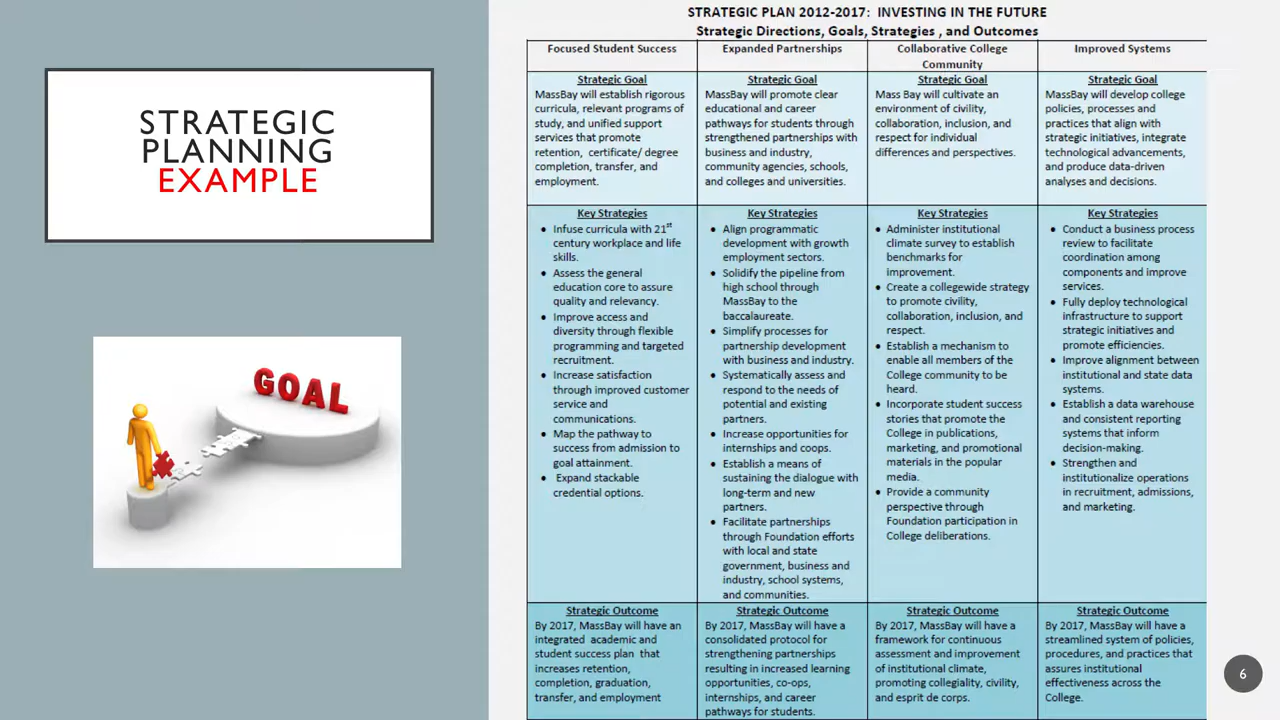 STRATEGIC
PLANNING
EXAMPLE
GOAL
STRATEGIC PLAN 2012-2017: INVESTING IN THE FUTURE
Strategic Directions, Goals, Strategies , and Outcomes
Focused Student Success
Strategic Goal
MassBay will establish rigorous
curricula, relevant programs of
study, and unified support
services that promote
retention, certificate/ degree
completion, transfer, and
employment.
Key Strategies
• Infuse curricula with 21st
century workplace and life
skills.
• Assess the general
education core to assure
quality and relevancy.
• Improve access and
diversity through flexible
programming and targeted
recruitment.
• Increase satisfaction
through improved customer
service and
communications.
• Map the pathway to
success from admission to
goal attainment.
• Expand stackable
credential options.
Strategic Outcome
By 2017, MassBay will have an
integrated academic and
student success plan that
increases retention,
completion, graduation,
transfer, and employment
Expanded Partnerships
Strategic Goal
MassBay will promote clear
educational and career
pathways for students through
strengthened partnerships with
business and industry,
community agencies, schools,
and colleges and universities.
Key Strategies
• Align programmatic
development with growth
employment sectors.
• Solidify the pipeline from
high school through
MassBay to the
baccalaureate.
• Simplify processes for
partnership development
with business and industry.
• Systematically assess and
respond to the needs of
potential and existing
partners.
• Increase opportunities for
internships and coops.
• Establish a means of
sustaining the dialogue with
long-term and new
partners.
• Facilitate partnerships
through Foundation efforts
with local and state
government, business and
industry, school systems,
and communities.
Strategic Outcome
By 2017, MassBay will have a
consolidated protocol for
strengthening partnerships
resulting in increased learning
opportunities, co-ops,
internships, and career
pathways for students.
Collaborative College
Community
Strategic Goal
Mass Bay will cultivate an
environment of civility,
collaboration, inclusion, and
respect for individual
differences and perspectives.
Key Strategies
• Administer institutional
climate survey to establish
benchmarks for
improvement.
• Create a collegewide strategy
to promote civility,
collaboration, inclusion, and
respect.
• Establish a mechanism to
enable all members of the
College community to be
heard.
• Incorporate student success
stories that promote the
College in publications,
marketing, and promotional
materials in the popular
media.
• Provide a community
perspective through
Foundation participation in
College deliberations.
Strategic Outcome
By 2017, MassBay will have a
framework for continuous
assessment and improvement
of institutional climate,
promoting collegiality, civility,
and esprit de corps.
Improved Systems
Strategic Goal
MassBay will develop college
policies, processes and
practices that align with
strategic initiatives, integrate
technological advancements,
and produce data-driven
analyses and decisions.
Key Strategies
• Conduct a business process
review to facilitate
coordination among
components and improve
services.
• Fully deploy technological
infrastructure to support
strategic initiatives and
promote efficiencies.
• Improve alignment between
institutional and state data
systems.
• Establish a data warehouse
and consistent reporting
systems that inform
decision-making.
• Strengthen and
institutionalize operations
in recruitment, admissions,
and marketing.
Strategic Outcome
By 2017, MassBay will have a
streamlined system of policies,
procedures, and practices that
assures institutional
effectiveness across the
College.
6